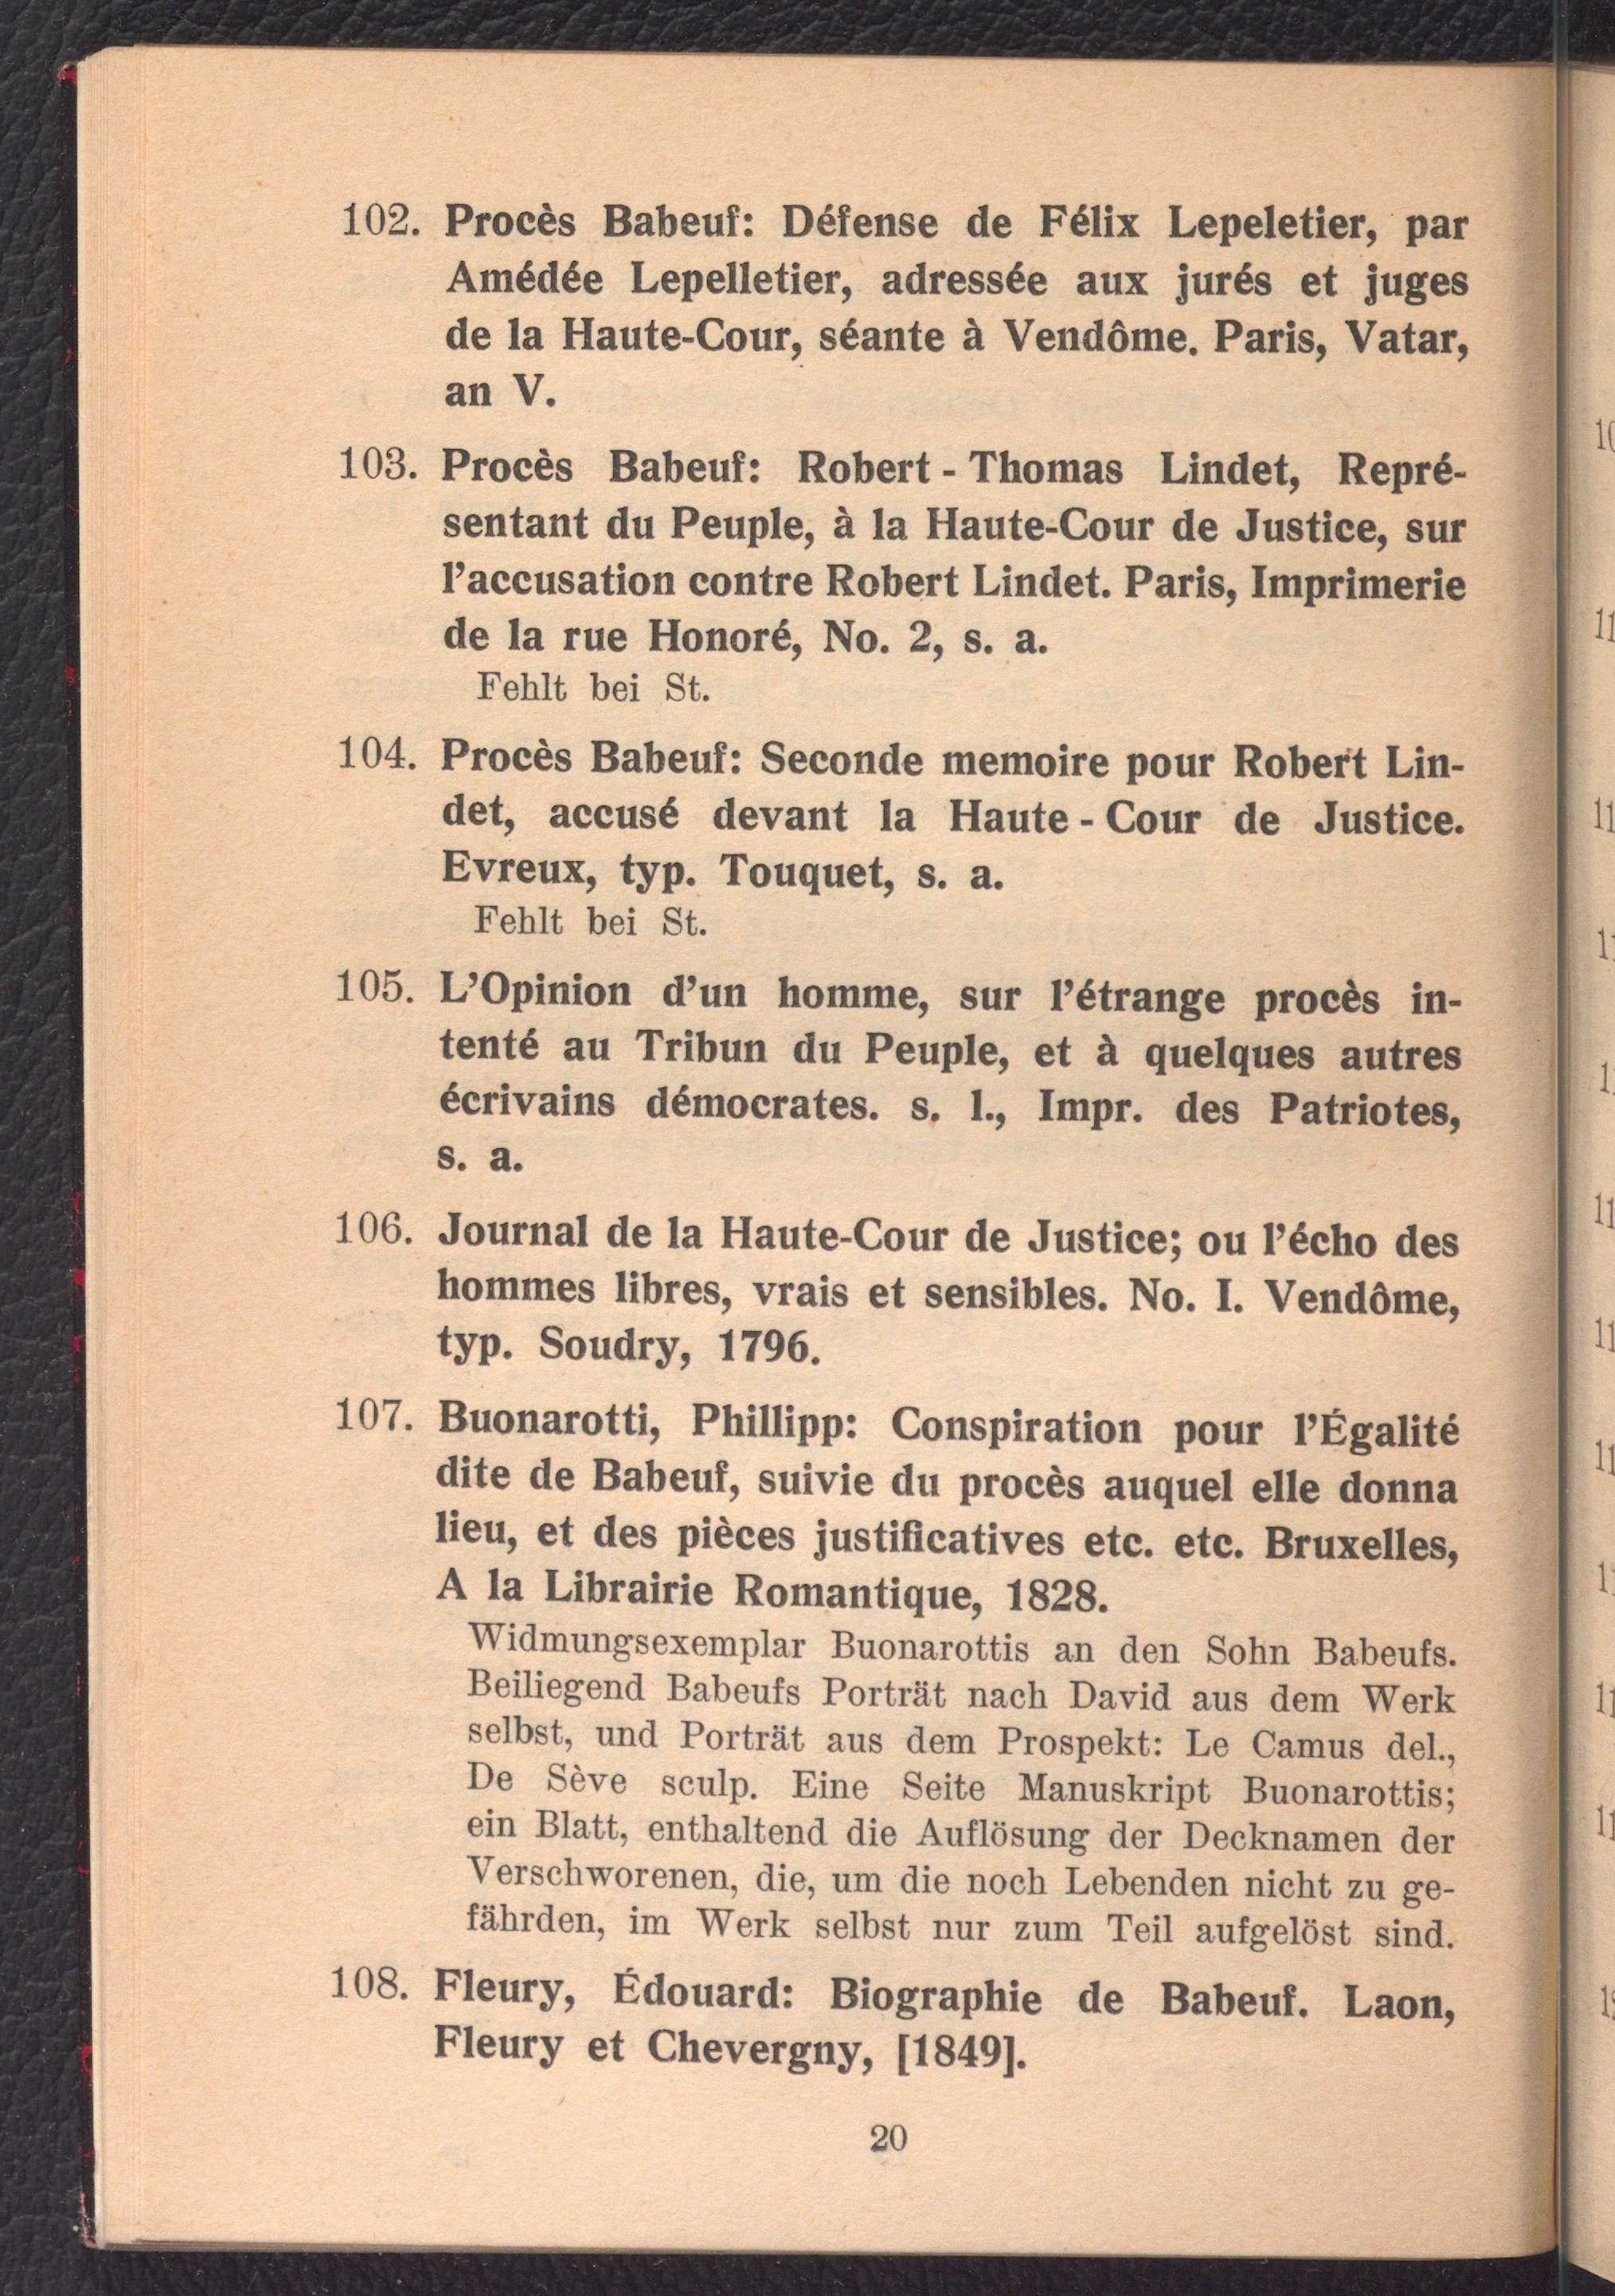 102. Procès Babeuf: Défense de Félix Lepeletier, par
Amédée Lepelletier, adressée aux jurés et juges
de la Haute-Cour, séante à Vendôme. Paris, Vatar,
an V.
103. Procès Babeuf: Robert - Thomas Lindet, Repré-
sentant du Peuple, à la Haute-Cour de Justice, sur
l'accusation contre Robert Lindet. Paris, Imprimerie
de la rue Honoré, No. 2, s. a.
Fehlt bei St.
104. Procès Babeuf: Seconde memoire pour Robert Lin-
det, accusé devant la Haute - Cour de Justice.
Evreux, typ. Touquet, s. a.
Fehlt bei St.
105. L'Opinion d'un homme, sur l'étrange procès in-
tenté au Tribun du Peuple, et à quelques autres
écrivains démocrates. s. l., Impr. des Patriotes,
s. a.
106. Journal de la Haute-Cour de Justice; ou l'écho des
hommes libres, vrais et sensibles. No. I. Vendôme,
typ. Soudry, 1796.
107. Buonarotti, Phillipp: Conspiration pour l'Égalité
dite de Babeuf, suivie du procès auquel elle donna
lieu, et des pièces justificatives etc. etc. Bruxelles,
A la Librairie Romantique, 1828.
Widmungsexemplar Buonarottis an den Sohn Babeufs.
Beiliegend Babeufs Porträt nach David aus dem Werk
selbst, und Porträt aus dem Prospekt: Le Camus del.,
De Sève sculp. Eine Seite Manuskript Buonarottis;
ein Blatt, enthaltend die Auflösung der Decknamen der
Verschworenen, die, um die noch Lebenden nicht zu ge-
fährden, im Werk selbst nur zum Teil aufgelöst sind.
108. Fleury, Édouard: Biographie de Babeuf. Laon,
Fleury et Chevergny, [1849].
20